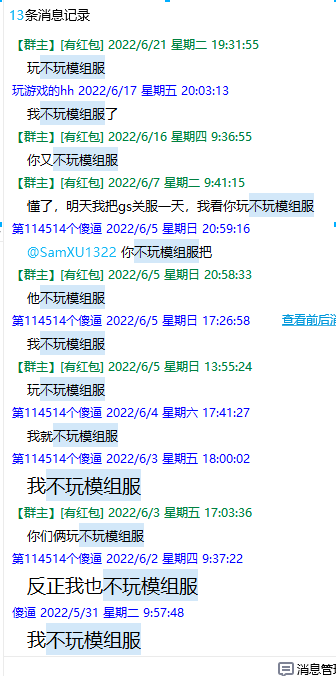 13条消息记录
【群主】[有红包] 2022/6/21 星期二 19:31:55
玩不玩模组服
玩游戏的hh 2022/6/17 星期五 20:03:13
我不玩模组服了
【群主】[有红包] 2022/6/16 星期四 9:36:55
你又不玩模组服
【群主】[有红包] 2022/6/7 星期二 9:41:15
懂了，明天我把gs关服一天，我看你玩不玩模组服
第114514个傻逼 2022/6/5 星期日 20:59:16
@SamXU1322 你不玩模组服把
【群主】[有红包] 2022/6/5 星期日 20:58:33
他不玩模组服
第114514个傻逼 2022/6/5 星期日 17:26:58 查看前后消
我不玩模组服
【群主】[有红包] 2022/6/5 星期日 13:55:24
玩不玩模组服
第114514个傻逼 2022/6/4 星期六 17:41:27
我就不玩模组服
第114514个傻逼 2022/6/3 星期五 18:00:02
我不玩模组服
【群主】[有红包] 2022/6/3 星期五 17:03:36
你们俩玩不玩模组服
第114514个傻逼 2022/6/2 星期四 9:37:22
反正我也不玩模组服
傻逼 2022/5/31 星期二 9:57:48
我不玩模组服
消息管理